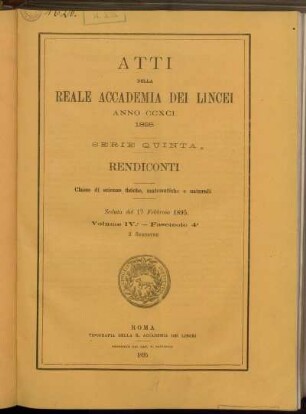 ATTI
DELLA
REALE ACCADEMIA DEI LINCEI
ANNO CCXCI
1895
SERIE QUINTA
RENDICONTI
Classe di scienze fisiche, matematiche e naturali.
Seduta del 17 Febbraio 1895.
Volume IV.° — Fascicolo 4°
1° Semestre
ROMA
TIPOGRAFIA DELLA R. ACCADEMIA DEI LINCEI
1895